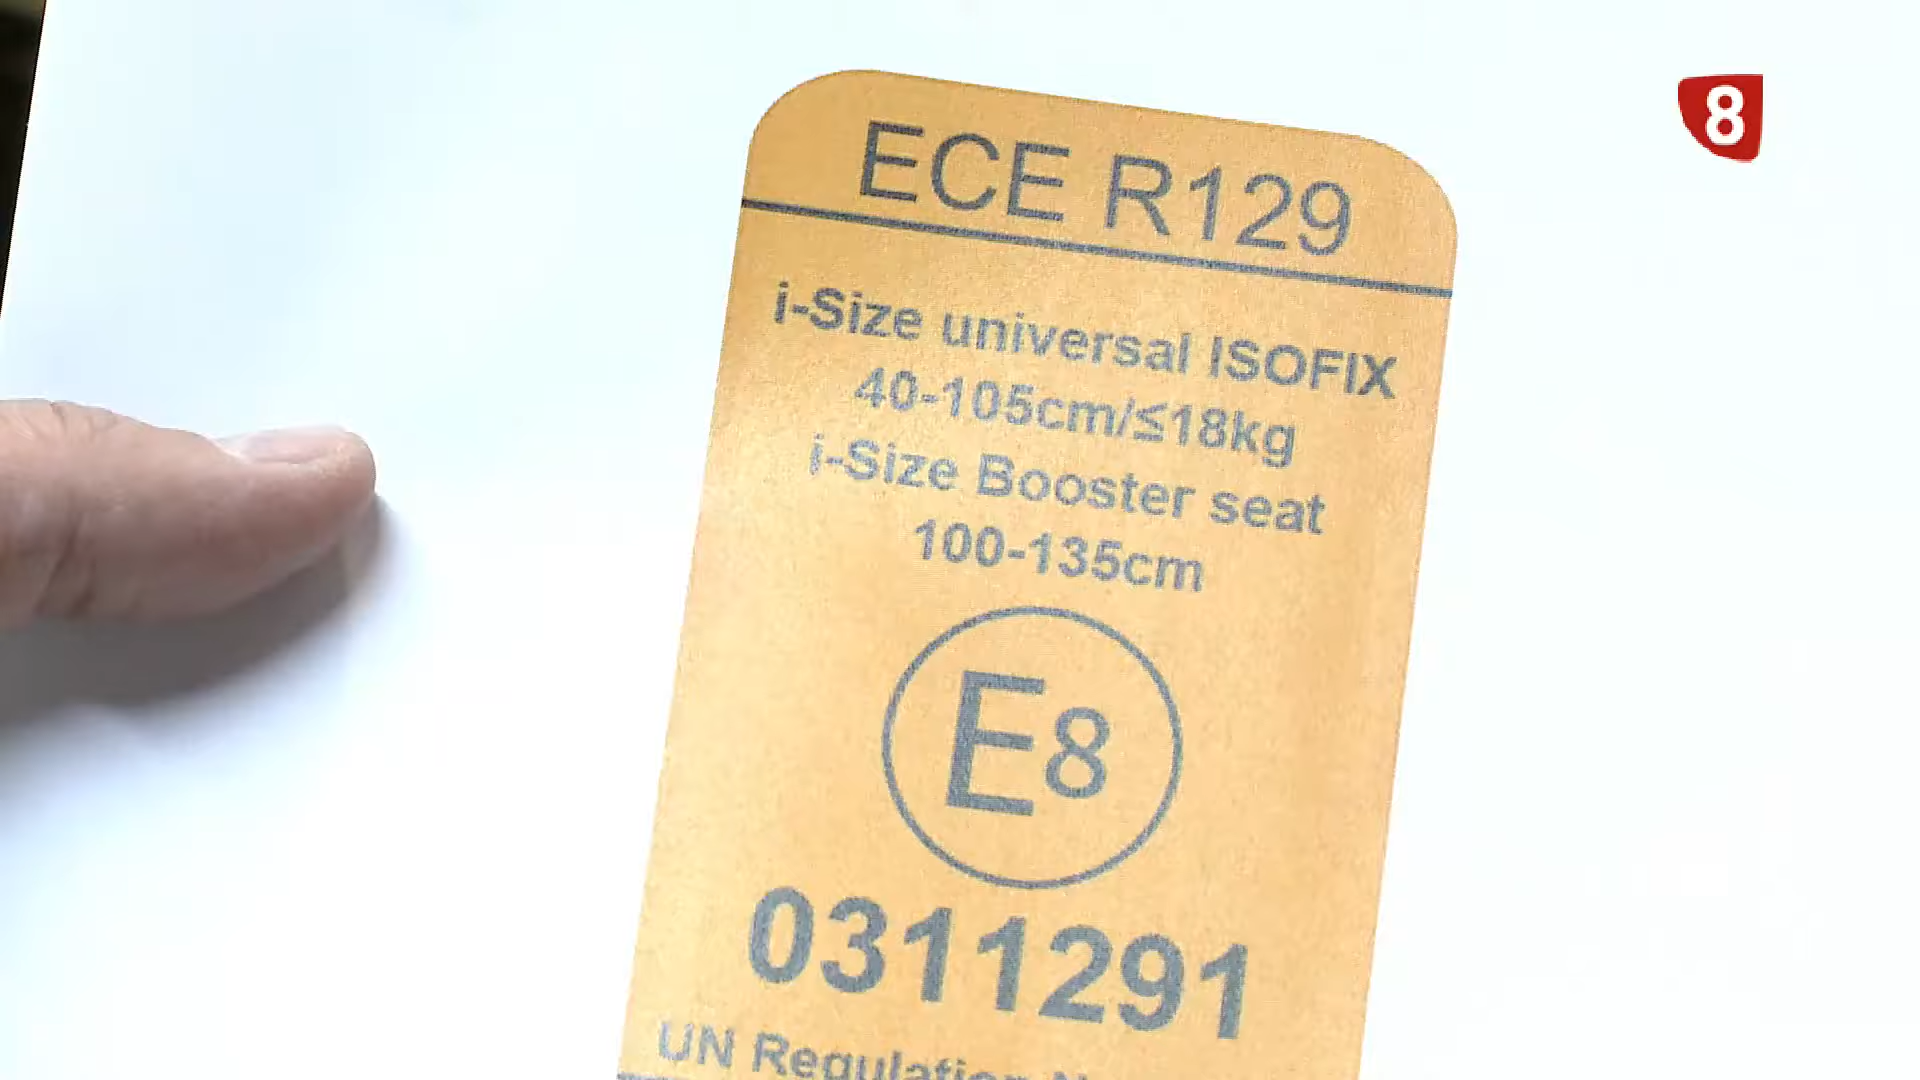 8
ECE R129
i-Size universal ISOFIX
40-105cm/≤18kg
i-Size Booster seat
100-135cm
E8
0311291
UN Regulation